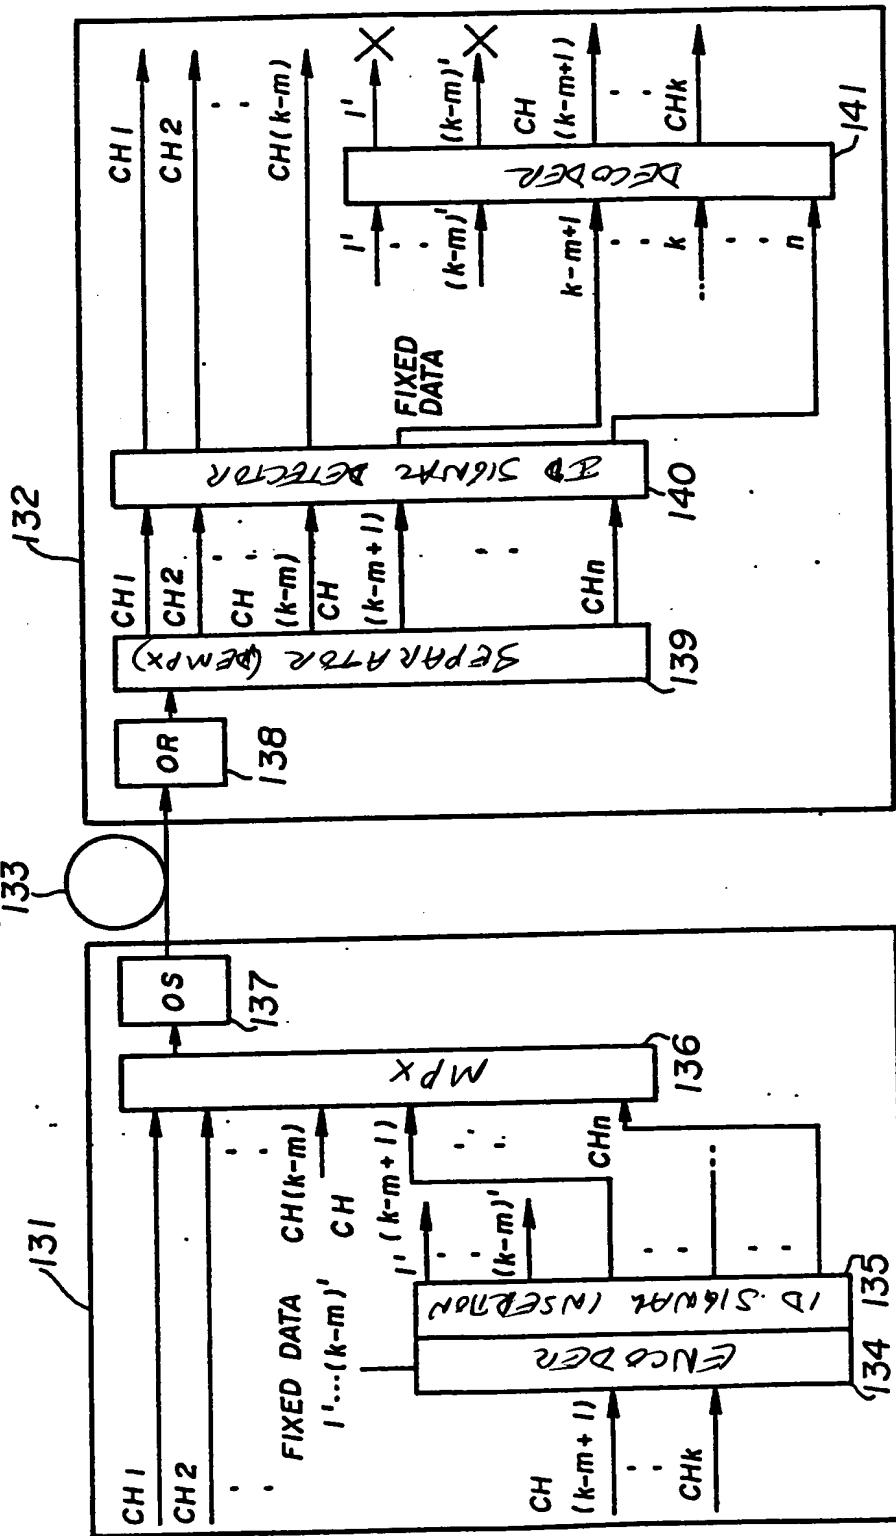 131
CH1
CH2
FIXED DATA
1'...(k-m)'
CH
(k-m+1)
CHk
ENCODER
134
ID. SIGNAL INSERTION
135
1'
(k-m)'
CH(k-m)
CH
(k-m+1)
CHn
MPX
136
OS
137
133
132
OR
138
SEPARATOR (DEMPX)
139
CH1
CH2
CH
(k-m)
CH
(k-m+1)
CHn
ID SIGNAL DETECTOR
140
FIXED
DATA
1'
(k-m)'
k-m+1
k
n
DECODER
141
CH1
CH2
CH(k-m)
1'
(k-m)'
CH
(k-m+1)
CHk